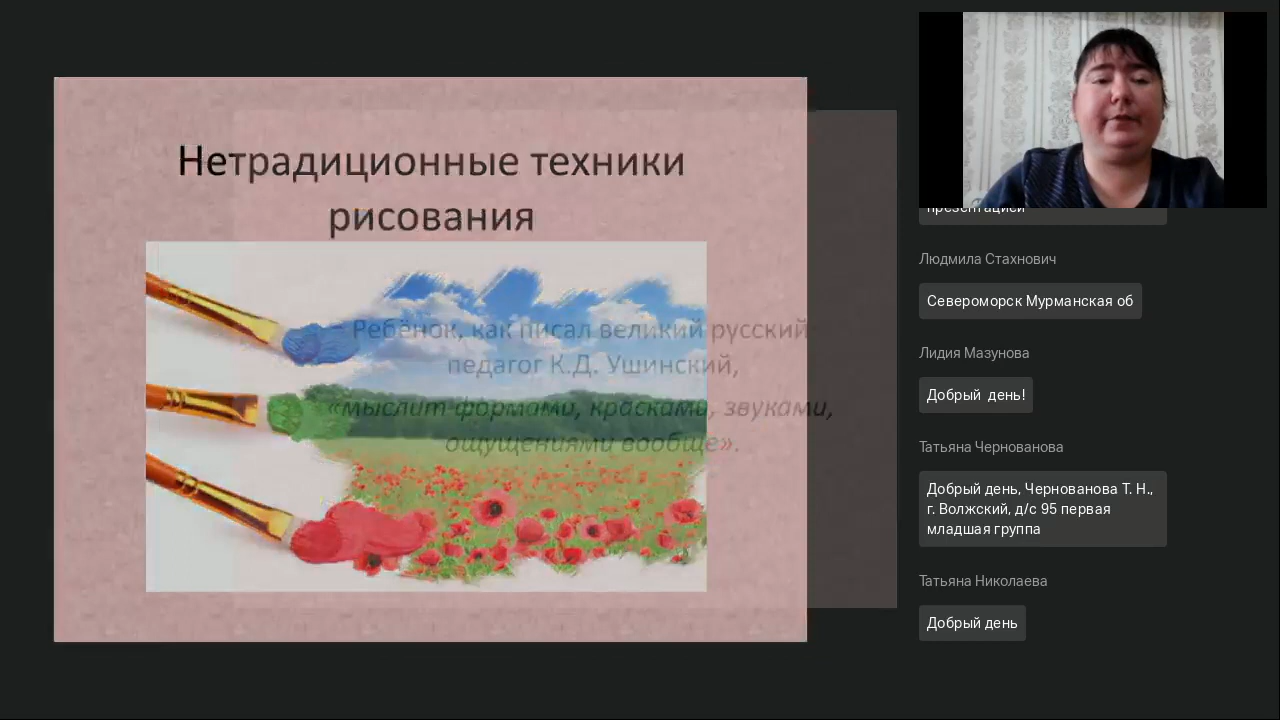 Нетрадиционные техники
рисования
Ребёнок, как писал великий русский
педагог К.Д. Ушинский,
«мыслит формами, красками, звуками,
ощущениями вообще».
презентацией
Людмила Стахнович
Североморск Мурманская об
Лидия Мазунова
Добрый день!
Татьяна Чернованова
Добрый день, Чернованова Т. Н.,
г. Волжский, д/с 95 первая
младшая группа
Татьяна Николаева
Добрый день